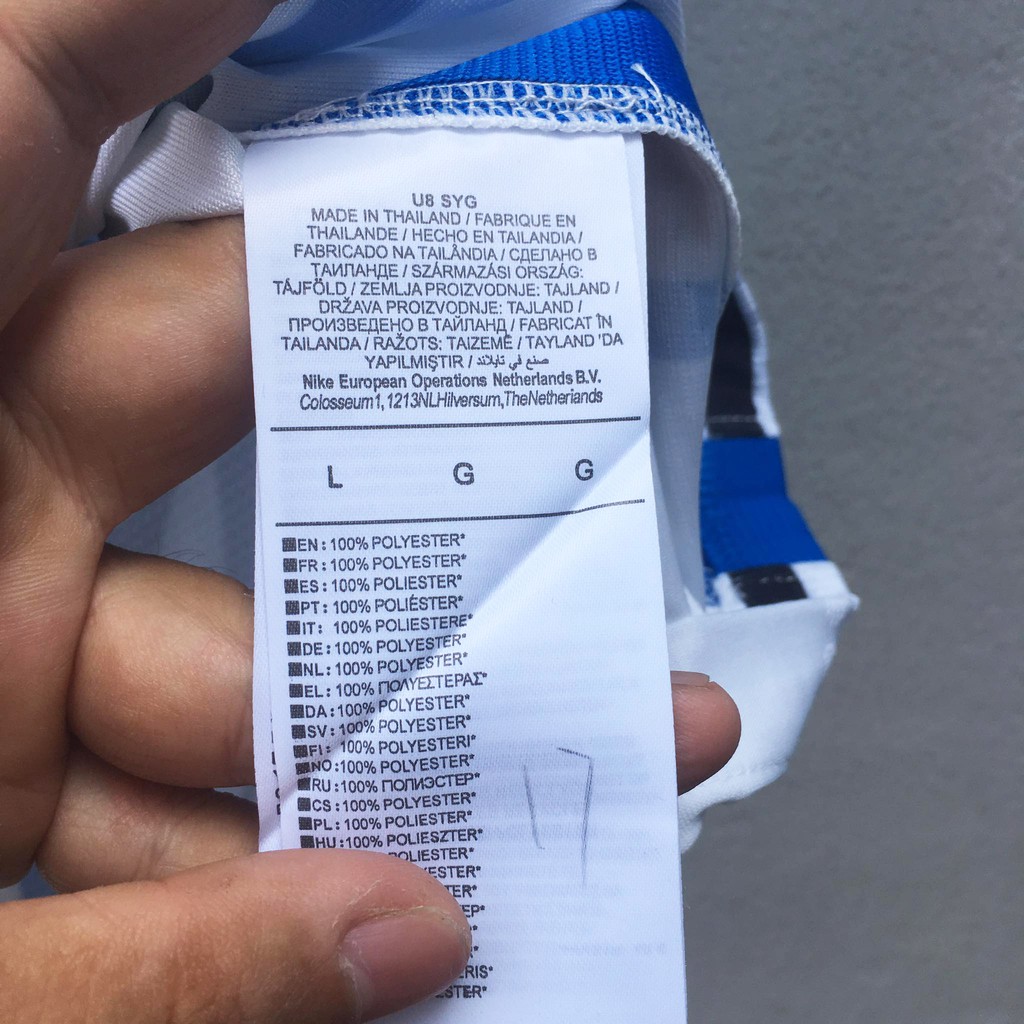 U8 SYG
MADE IN THAILAND / FABRIQUE EN
THAILANDE / HECHO EN TAILANDIA /
FABRICADO NA TAILÂNDIA / СДЕЛАНО В
ТАИЛАНДЕ / SZÁRMAZÁSI ORSZÁG:
TÁJFÖLD / ZEMLJA PROIZVODNJE: TAJLAND /
DRŽAVA PROIZVODNJE: TAJLAND /
ПРОИЗВЕДЕНО В ТАЙЛАНД / FABRICAT ÎN
TAILANDA / RAŽOTS: TAIZEMĒ / TAYLAND 'DA
YAPILMIŞTIR / صنع في تايلاند
Nike European Operations Netherlands B.V.
Colosseum1, 1213NLHilversum,TheNetherlands
L G G
EN: 100% POLYESTER*
FR: 100% POLYESTER*
ES: 100% POLIESTER*
PT: 100% POLIÉSTER*
IT: 100% POLIESTERE*
DE: 100% POLYESTER*
NL: 100% POLYESTER*
EL: 100% ΠΟΛΥΕΣΤΕΡΑΣ*
DA: 100% POLYESTER*
SV: 100% POLYESTER*
FI: 100% POLYESTERI*
NO: 100% POLYESTER*
RU: 100% ПОЛИЭСТЕР*
CS: 100% POLYESTER*
PL: 100% POLIESTER*
HU: 100% POLIESZTER*
POLIESTER*
17